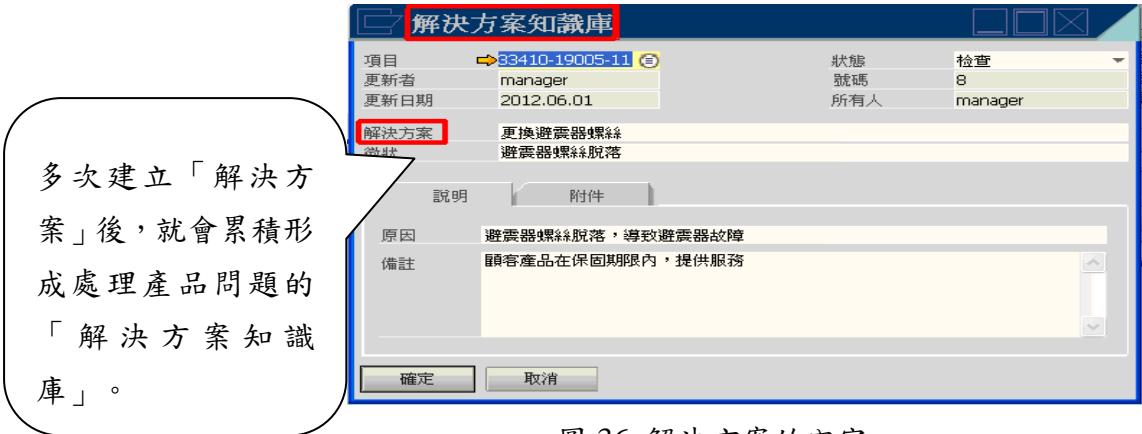 解決方案知識庫
項目 33410-19005-11 狀態 檢查
更新者 manager 號碼 8
更新日期 2012.06.01 所有人 manager
解決方案 更換避震器螺絲
徵狀 避震器螺絲脫落
說明 附件
原因 避震器螺絲脫落，導致避震器故障
備註 顧客產品在保固期限內，提供服務
確定 取消
多次建立「解決方
案」後，就會累積形
成處理產品問題的
「解決方案知識
庫」。